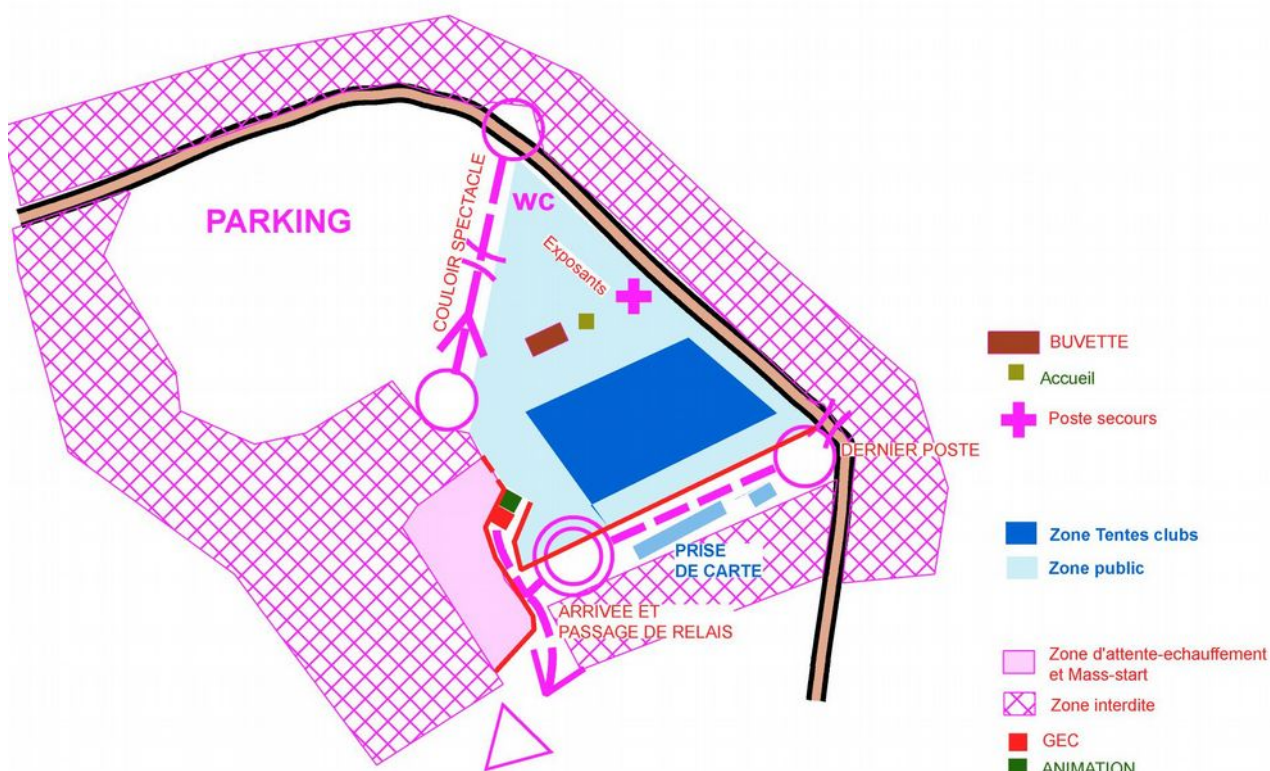 PARKING
COULOIR SPECTACLE
WC
Exposants
DERNIER POSTE
PRISE
DE CARTE
ARRIVEE ET
PASSAGE DE RELAIS
BUVETTE
Accueil
Poste secours
Zone Tentes clubs
Zone public
Zone d'attente-echauffement
et Mass-start
Zone interdite
GEC
ANIMATION